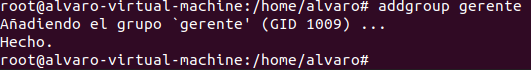 root@alvaro-virtual-machine:/home/alvaro# addgroup gerente
Añadiendo el grupo `gerente' (GID 1009) ...
Hecho.
root@alvaro-virtual-machine:/home/alvaro#